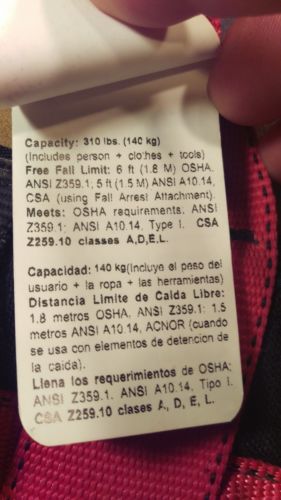 Capacity: 310 lbs. (140 kg)
(Includes person + clothes + tools)
Free Fall Limit: 6 ft (1.8 M) OSHA,
ANSI Z359.1; 5 ft (1.5 M) ANSI A10.14,
CSA (using Fall Arrest Attachment).
Meets: OSHA requirements, ANSI
Z359.1; ANSI A10.14, Type I. CSA
Z259.10 classes A,D,E,L.
Capacidad: 140 kg(Incluye el peso del
usuario + la ropa + las herramientas)
Distancia Limite de Caida Libre:
1.8 metros OSHA, ANSI Z359.1: 1.5
metros ANSI A10.14, ACNOR (cuando
se usa con elementos de detencion de
la caida).
Llena los requerimientos de OSHA;
ANSI Z359.1, ANSI A10.14, Tipo I.
CSA Z259.10 clases A, D, E, L.